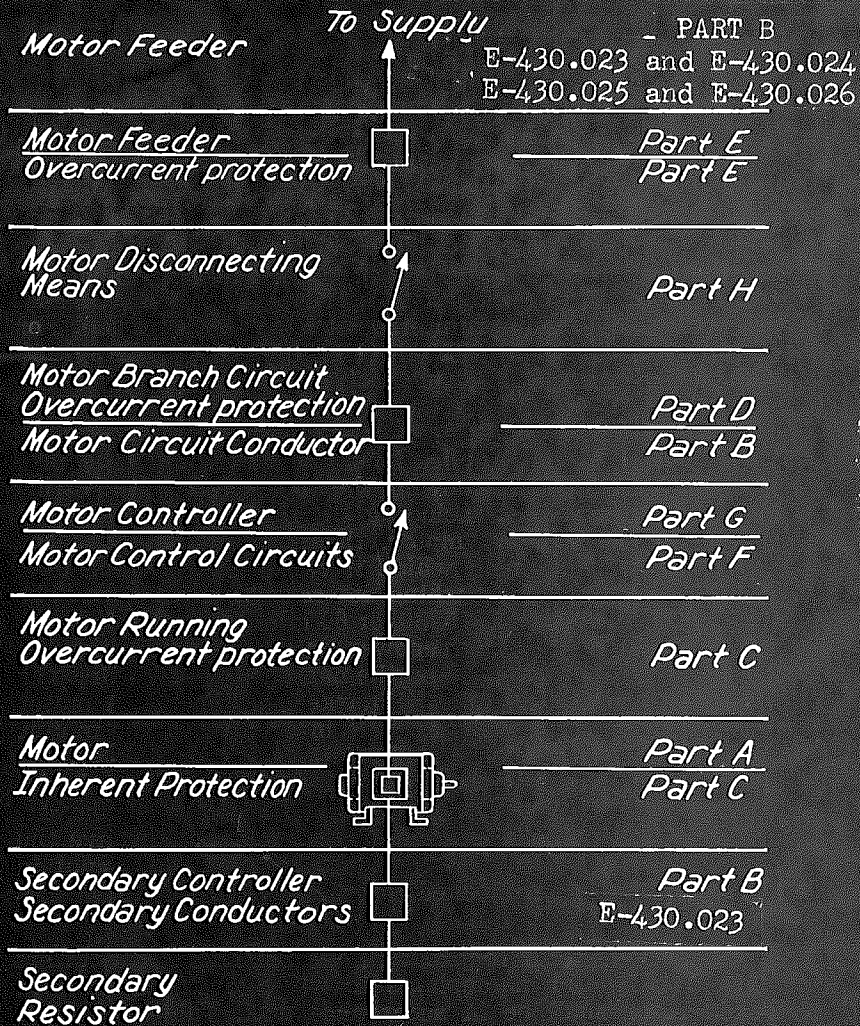 To Supply
Motor Feeder
PART B
E-430.023 and E-430.024
E-430.025 and E-430.026
Motor Feeder
Overcurrent protection
Part E
Part E
Motor Disconnecting
Means
Part H
Motor Branch Circuit
Overcurrent protection
Motor Circuit Conductor
Part D
Part B
Motor Controller
Motor Control Circuits
Part G
Part F
Motor Running
Overcurrent protection
Part C
Motor
Inherent Protection
Part A
Part C
Secondary Controller
Secondary Conductors
Part B
E-430.023
Secondary
Resistor